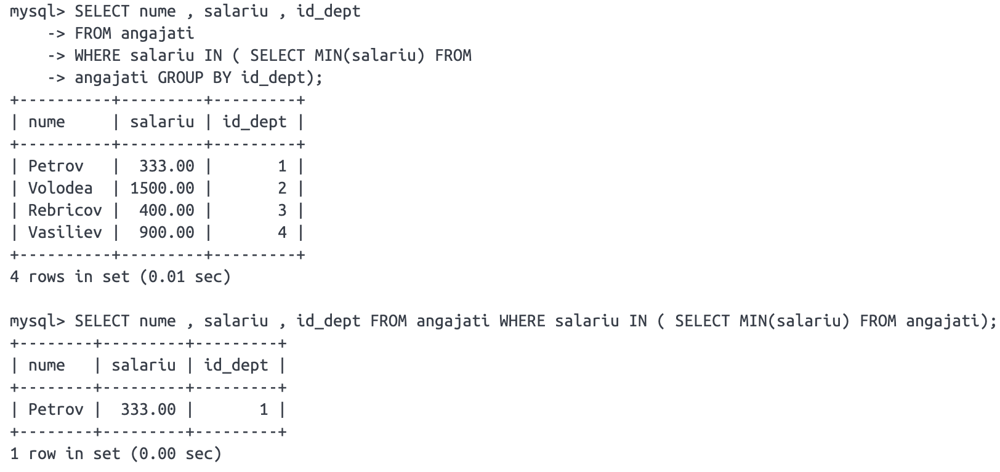 mysql> SELECT nume , salariu , id_dept
    -> FROM angajati
    -> WHERE salariu IN ( SELECT MIN(salariu) FROM
    -> angajati GROUP BY id_dept);
+----------+---------+---------+
| nume     | salariu | id_dept |
+----------+---------+---------+
| Petrov   |  333.00 |       1 |
| Volodea  | 1500.00 |       2 |
| Rebricov |  400.00 |       3 |
| Vasiliev |  900.00 |       4 |
+----------+---------+---------+
4 rows in set (0.01 sec)

mysql> SELECT nume , salariu , id_dept FROM angajati WHERE salariu IN ( SELECT MIN(salariu) FROM angajati);
+--------+---------+---------+
| nume   | salariu | id_dept |
+--------+---------+---------+
| Petrov |  333.00 |       1 |
+--------+---------+---------+
1 row in set (0.00 sec)